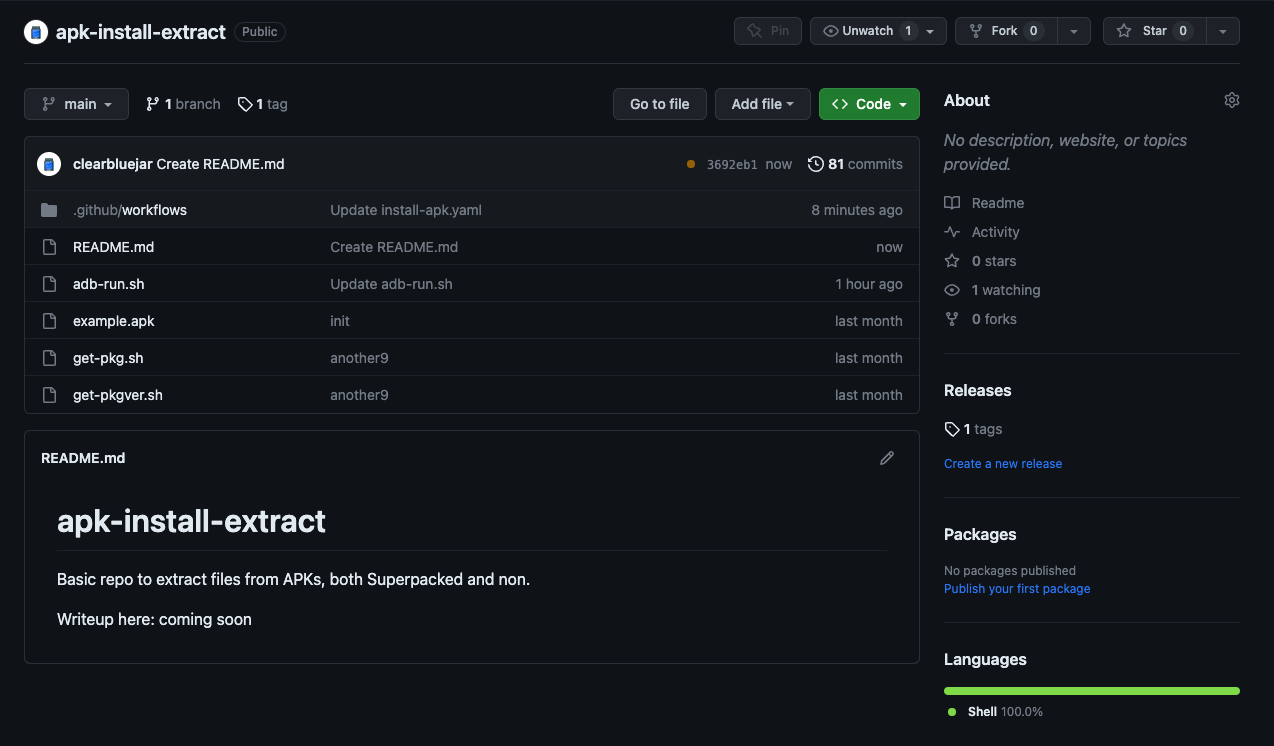 apk-install-extract Public Pin Unwatch 1 Fork 0 Star 0
main 1 branch 1 tag Go to file Add file Code
clearbluejar Create README.md 3692eb1 now 81 commits
.github/workflows Update install-apk.yaml 8 minutes ago
README.md Create README.md now
adb-run.sh Update adb-run.sh 1 hour ago
example.apk init last month
get-pkg.sh another9 last month
get-pkgver.sh another9 last month
README.md
apk-install-extract
Basic repo to extract files from APKs, both Superpacked and non.
Writeup here: coming soon
About
No description, website, or topics
provided.
Readme
Activity
0 stars
1 watching
0 forks
Releases
1 tags
Create a new release
Packages
No packages published
Publish your first package
Languages
Shell 100.0%